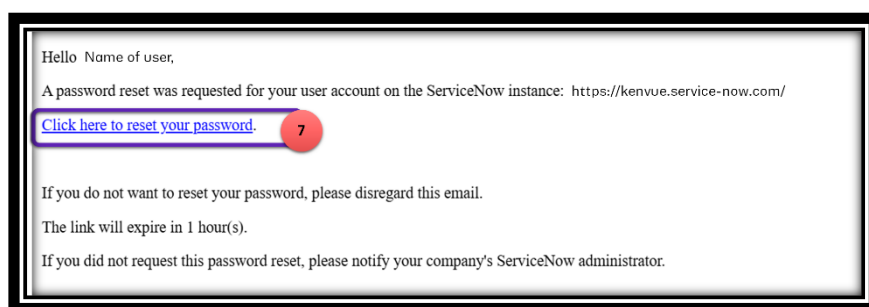 Hello Name of user,
A password reset was requested for your user account on the ServiceNow instance: https://kenvue.service-now.com/
Click here to reset your password.
7
If you do not want to reset your password, please disregard this email.
The link will expire in 1 hour(s).
If you did not request this password reset, please notify your company's ServiceNow administrator.